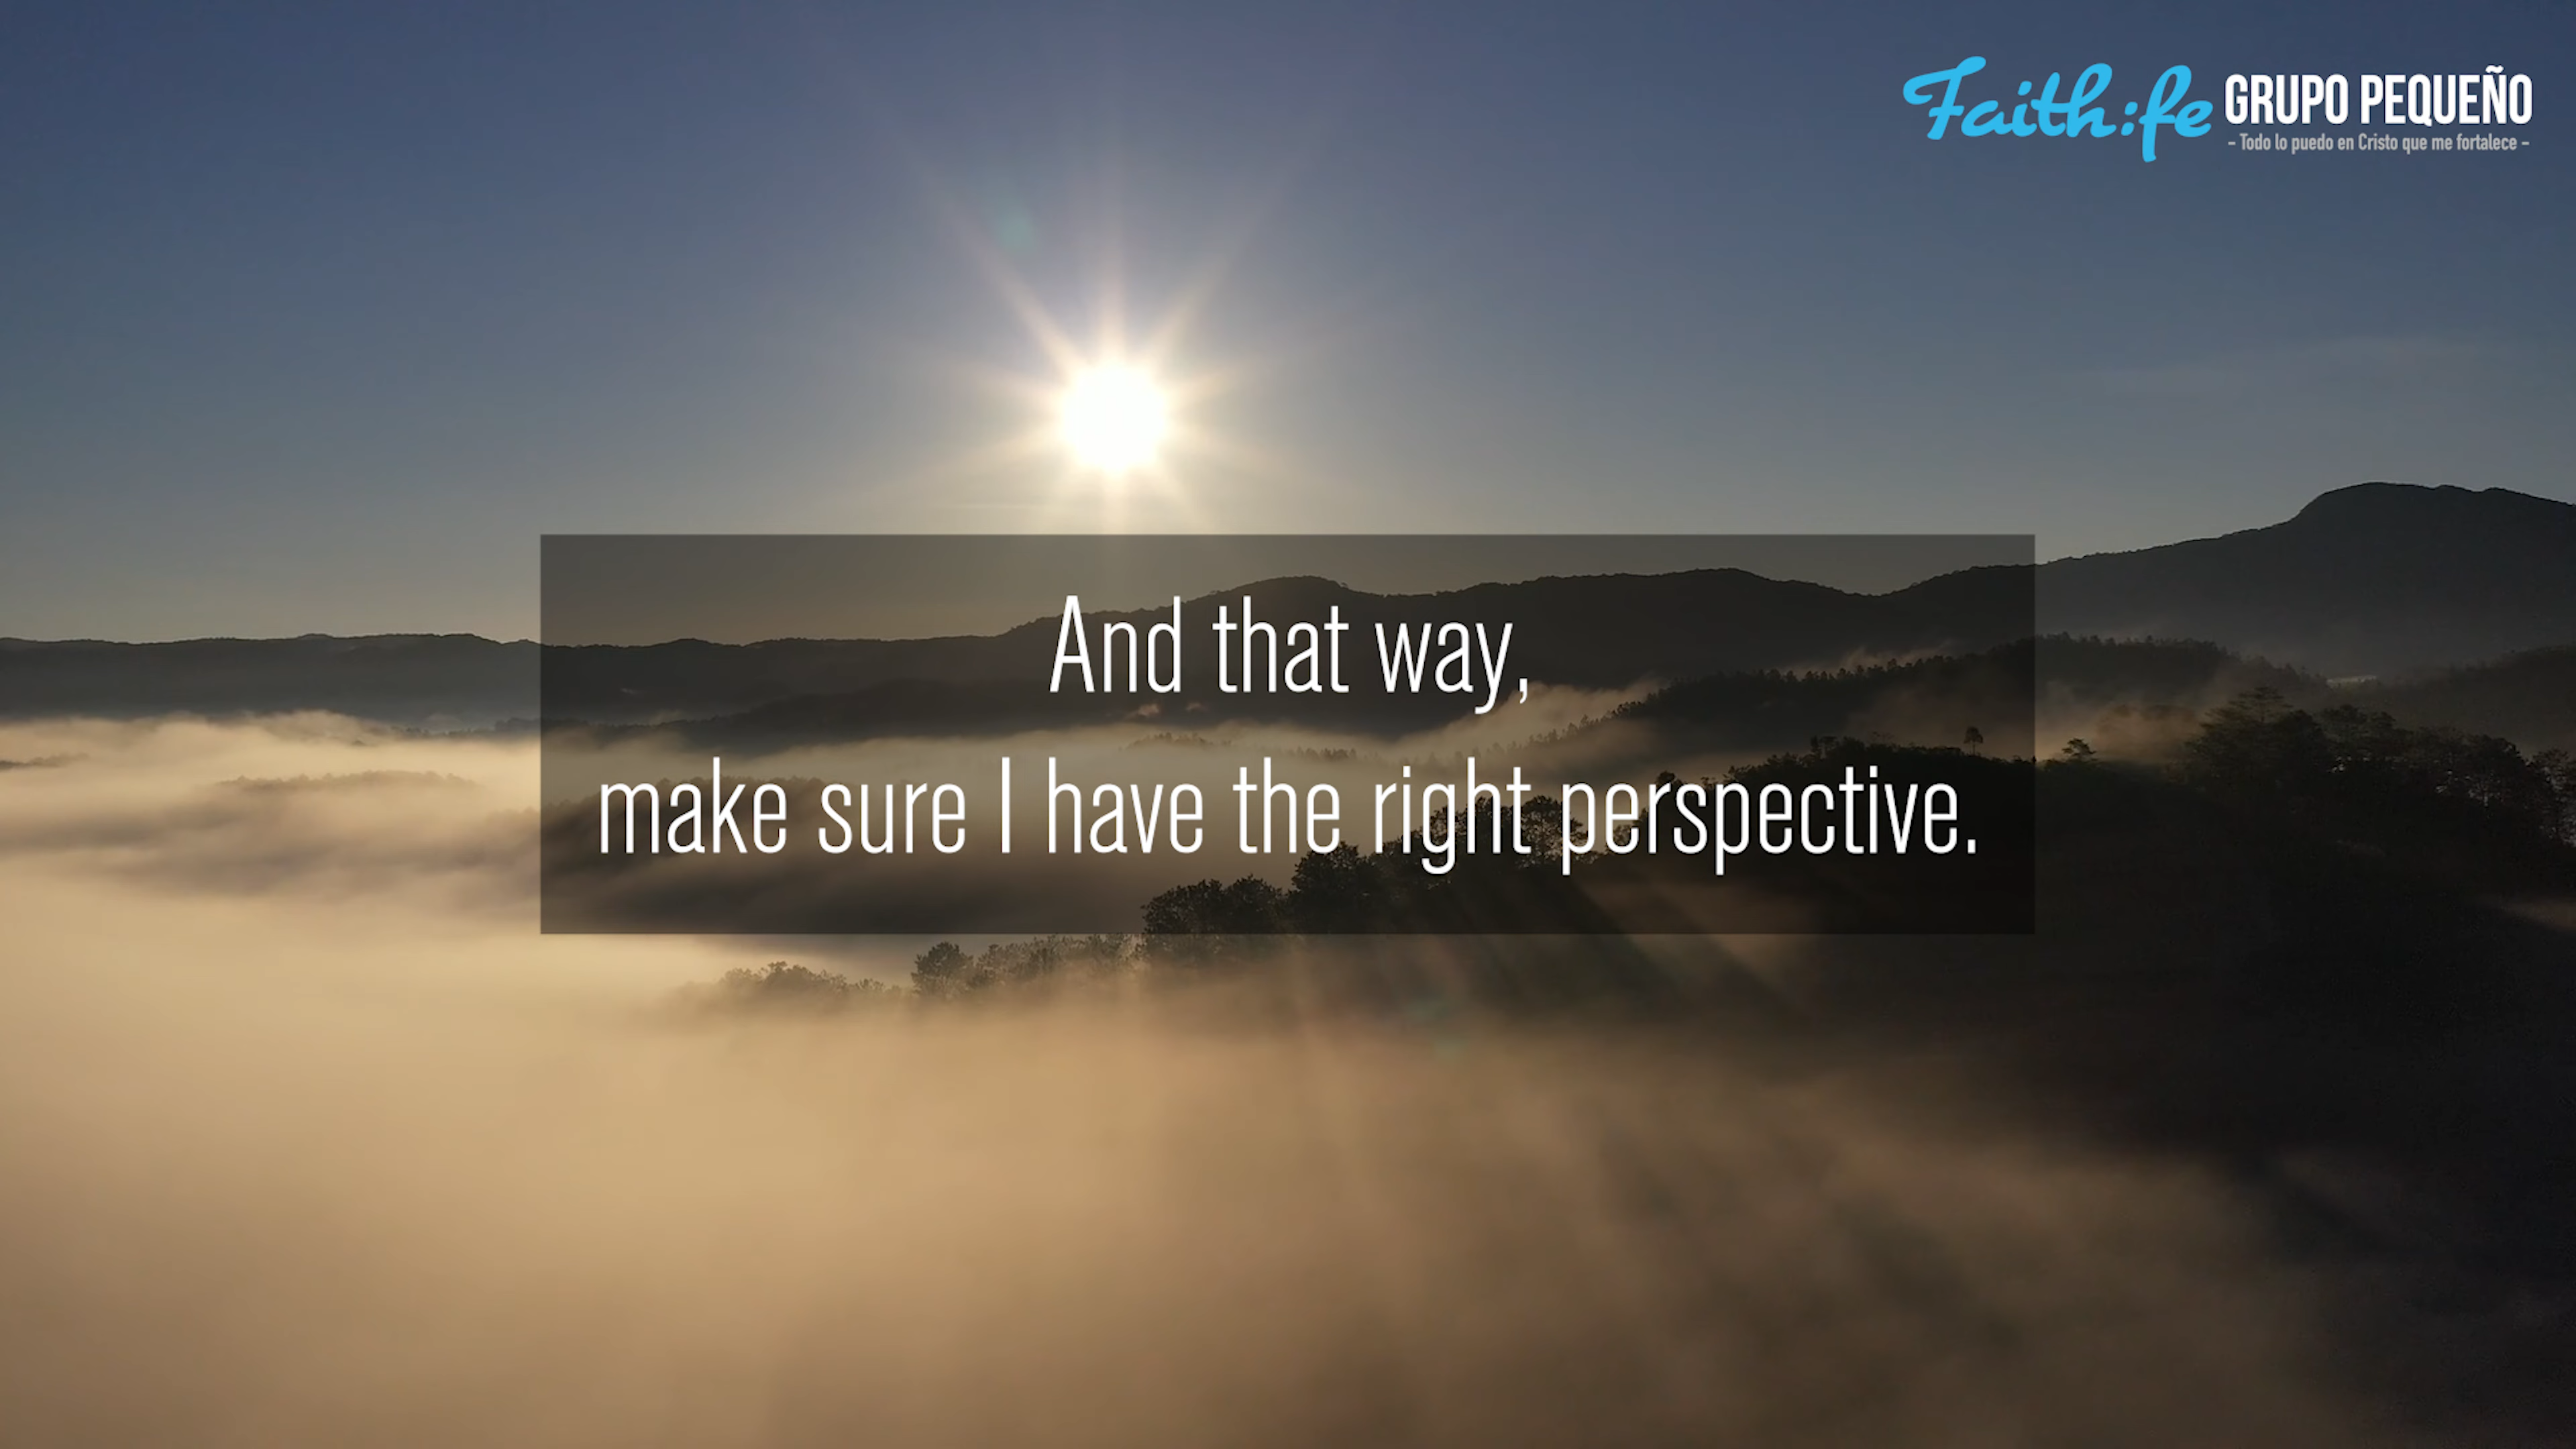 Faith:fe GRUPO PEQUEÑO
- Todo lo puedo en Cristo que me fortalece -
And that way,
make sure I have the right perspective.